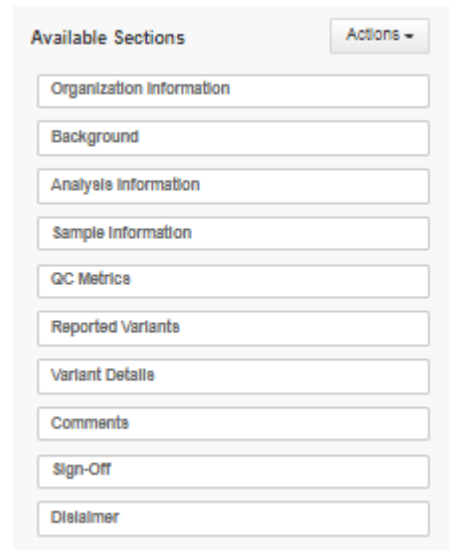 Available Sections
Actions
Organization Information
Background
Analysis Information
Sample Information
QC Metrics
Reported Variants
Variant Details
Comments
Sign-Off
Dislaimer